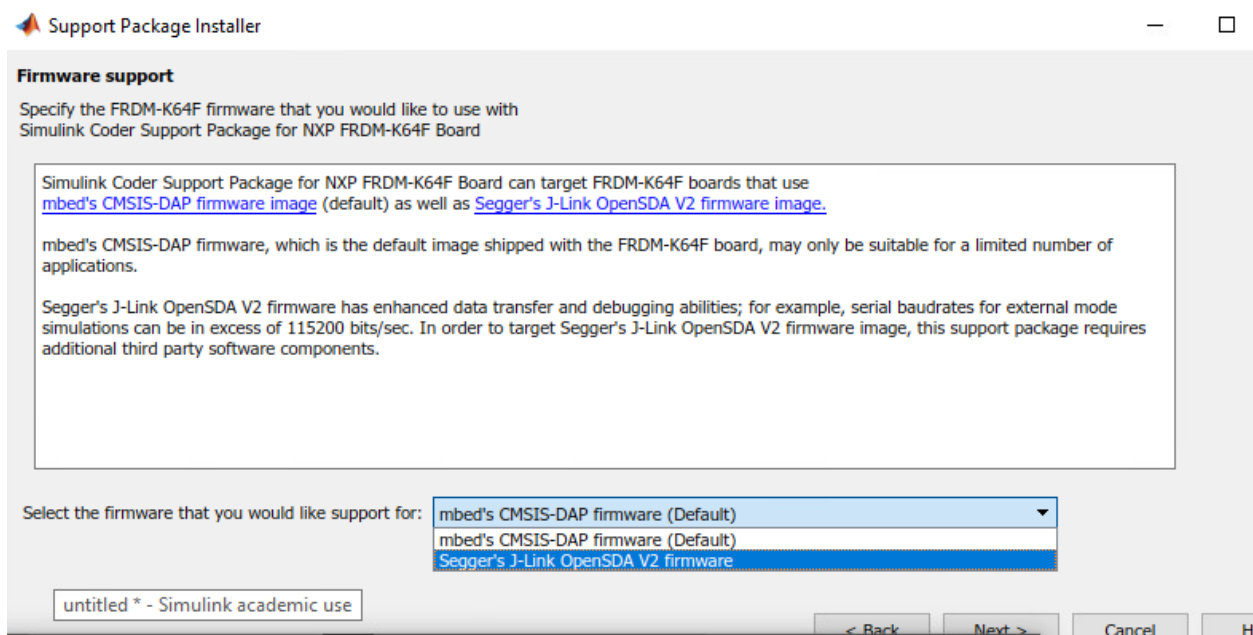 Support Package Installer
Firmware support
Specify the FRDM-K64F firmware that you would like to use with
Simulink Coder Support Package for NXP FRDM-K64F Board
Simulink Coder Support Package for NXP FRDM-K64F Board can target FRDM-K64F boards that use
mbed's CMSIS-DAP firmware image (default) as well as Segger's J-Link OpenSDA V2 firmware image.
mbed's CMSIS-DAP firmware, which is the default image shipped with the FRDM-K64F board, may only be suitable for a limited number of
applications.
Segger's J-Link OpenSDA V2 firmware has enhanced data transfer and debugging abilities; for example, serial baudrates for external mode
simulations can be in excess of 115200 bits/sec. In order to target Segger's J-Link OpenSDA V2 firmware image, this support package requires
additional third party software components.
Select the firmware that you would like support for: mbed's CMSIS-DAP firmware (Default)
mbed's CMSIS-DAP firmware (Default)
Segger's J-Link OpenSDA V2 firmware
untitled * - Simulink academic use
< Back Next > Cancel H